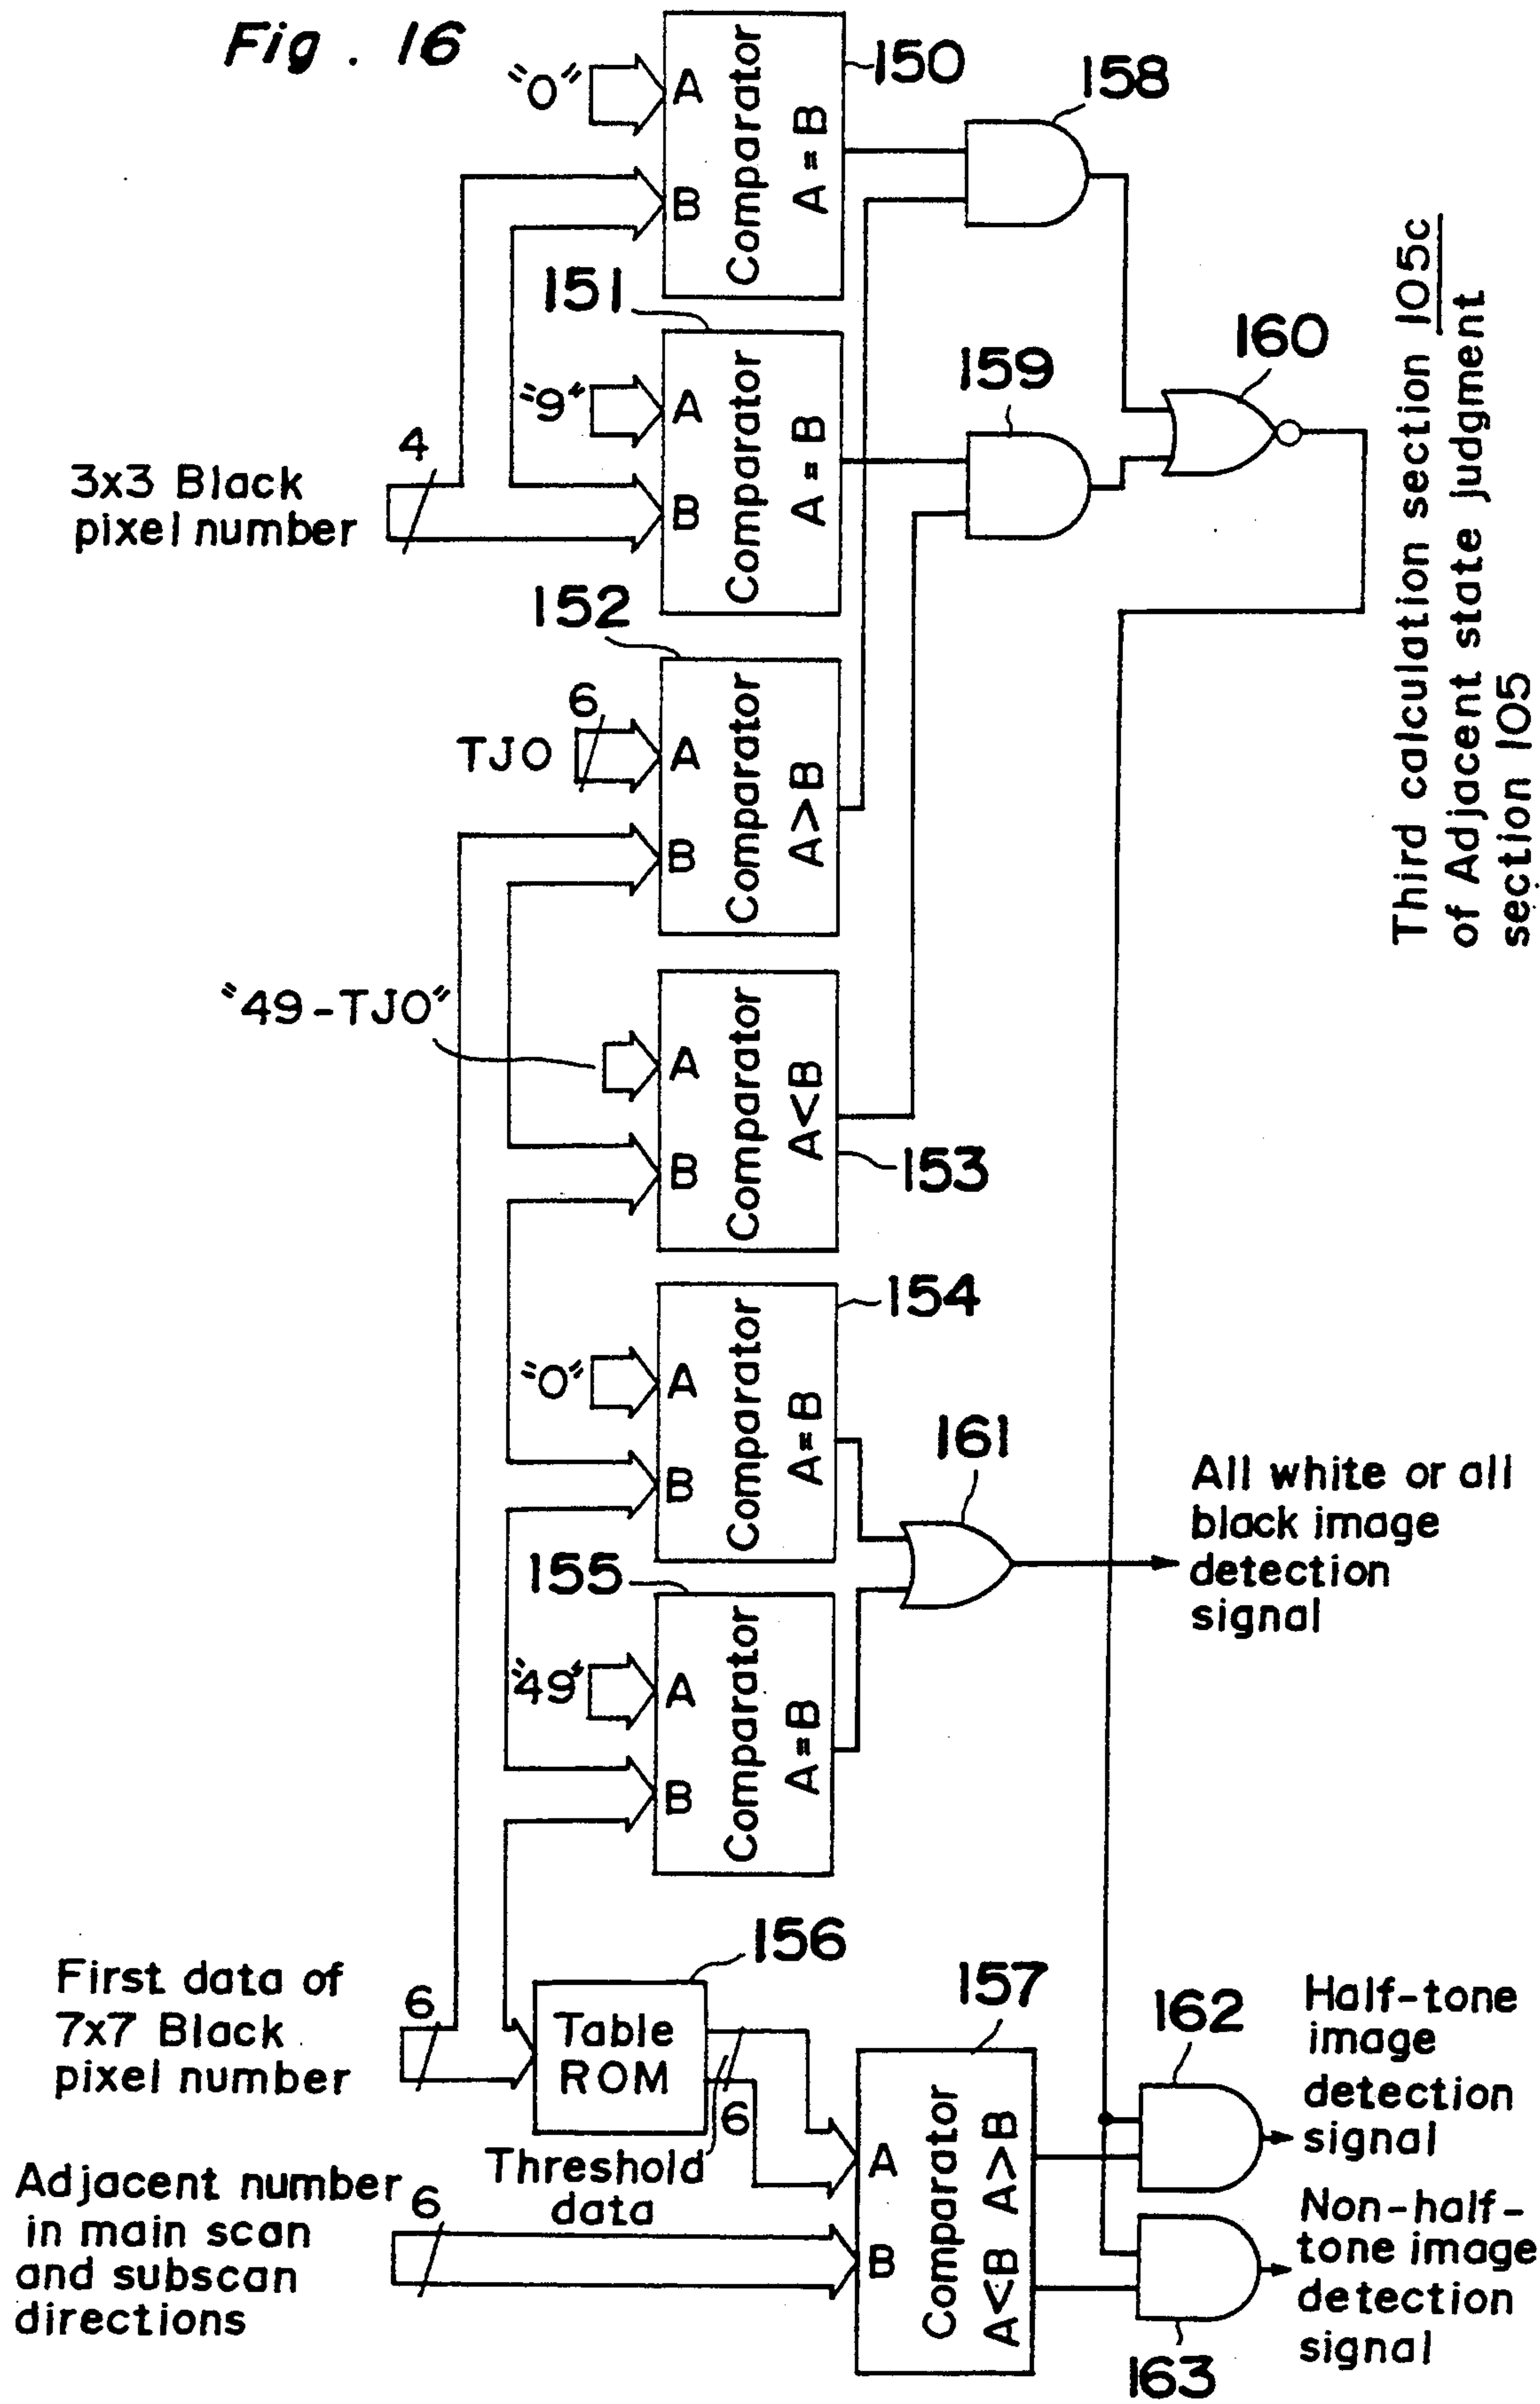 Fig. 16
"0"
A
B
Comparator
A=B
150
158
151
"9"
A
B
Comparator
A=B
159
160
4
3x3 Black
pixel number
Third calculation section 105c
of Adjacent state judgment
section 105
152
6
TJ0
A
B
Comparator
A>B
"49-TJ0"
A
B
Comparator
A<B
153
154
"0"
A
B
Comparator
A=B
161
All white or all
black image
detection
signal
155
"49"
A
B
Comparator
A=B
First data of
7x7 Black
pixel number
6
156
Table
ROM
6
Threshold
data
157
A
B
Comparator
A<B A>B
Adjacent number
in main scan
and subscan
directions
6
162
Half-tone
image
detection
signal
Non-half-
tone image
detection
signal
163